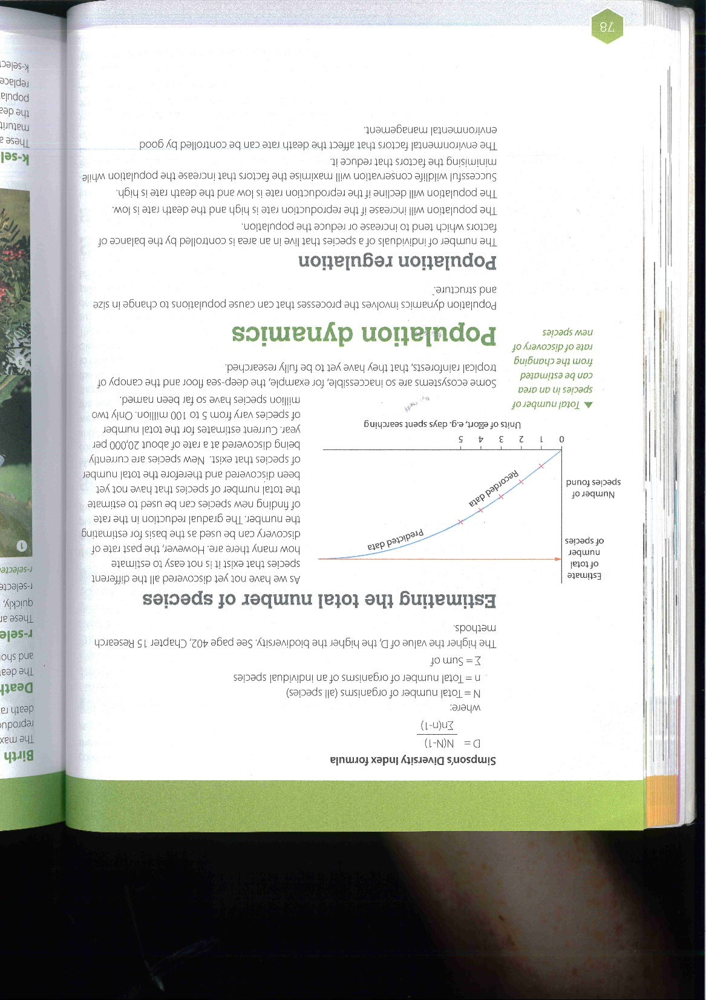 Simpson's Diversity Index formula
D = N(N-1)
Σn(n-1)
where:
N = Total number of organisms (all species)
n = Total number of organisms of an individual species
Σ = Sum of
The higher the value of D, the higher the biodiversity. See page 402, Chapter 15 Research
methods.
Estimating the total number of species
Estimate
of total
number
of species
Number of
species found
Predicted data
Recorded data
0 1 2 3 4 5
Units of effort, e.g. days spent searching
▲ Total number of
species in an area
can be estimated
from the changing
rate of discovery of
new species
As we have not yet discovered all the different
species that exist it is not easy to estimate
how many there are. However, the past rate of
discovery can be used as the basis for estimating
the number. The gradual reduction in the rate
of finding new species can be used to estimate
the total number of species that have not yet
been discovered and therefore the total number
of species that exist. New species are currently
being discovered at a rate of about 20,000 per
year. Current estimates for the total number
of species vary from 5 to 100 million. Only two
million species have so far been named.
Some ecosystems are so inaccessible, for example, the deep-sea floor and the canopy of
tropical rainforests, that they have yet to be fully researched.
Population dynamics
Population dynamics involves the processes that can cause populations to change in size
and structure.
Population regulation
The number of individuals of a species that live in an area is controlled by the balance of
factors which tend to increase or reduce the population.
The population will increase if the reproduction rate is high and the death rate is low.
The population will decline if the reproduction rate is low and the death rate is high.
Successful wildlife conservation will maximise the factors that increase the population while
minimising the factors that reduce it.
The environmental factors that affect the death rate can be controlled by good
environmental management.
78
Birth
The max
reprodu
death ra
Death
The dea
and shor
r-sele
These ar
quickly,
r-selecte
r-selecte
1
3
k-sel
These a
maturit
the dea
popula
replace
k-select